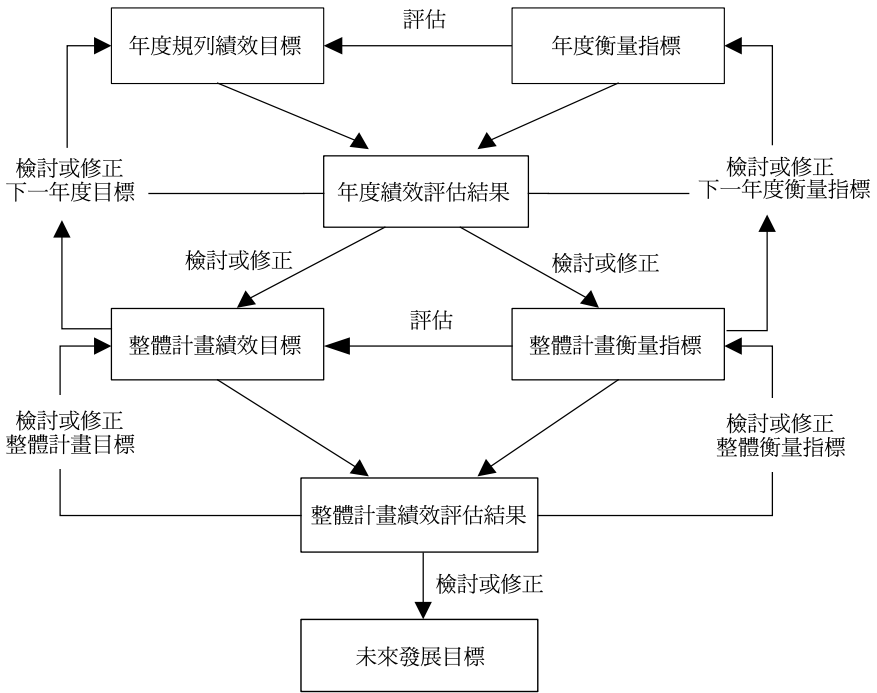 評估
年度規列績效目標
年度衡量指標
檢討或修正
下一年度目標
檢討或修正
下一年度衡量指標
年度績效評估結果
檢討或修正
檢討或修正
評估
整體計畫績效目標
整體計畫衡量指標
檢討或修正
整體計畫目標
檢討或修正
整體衡量指標
整體計畫績效評估結果
檢討或修正
未來發展目標